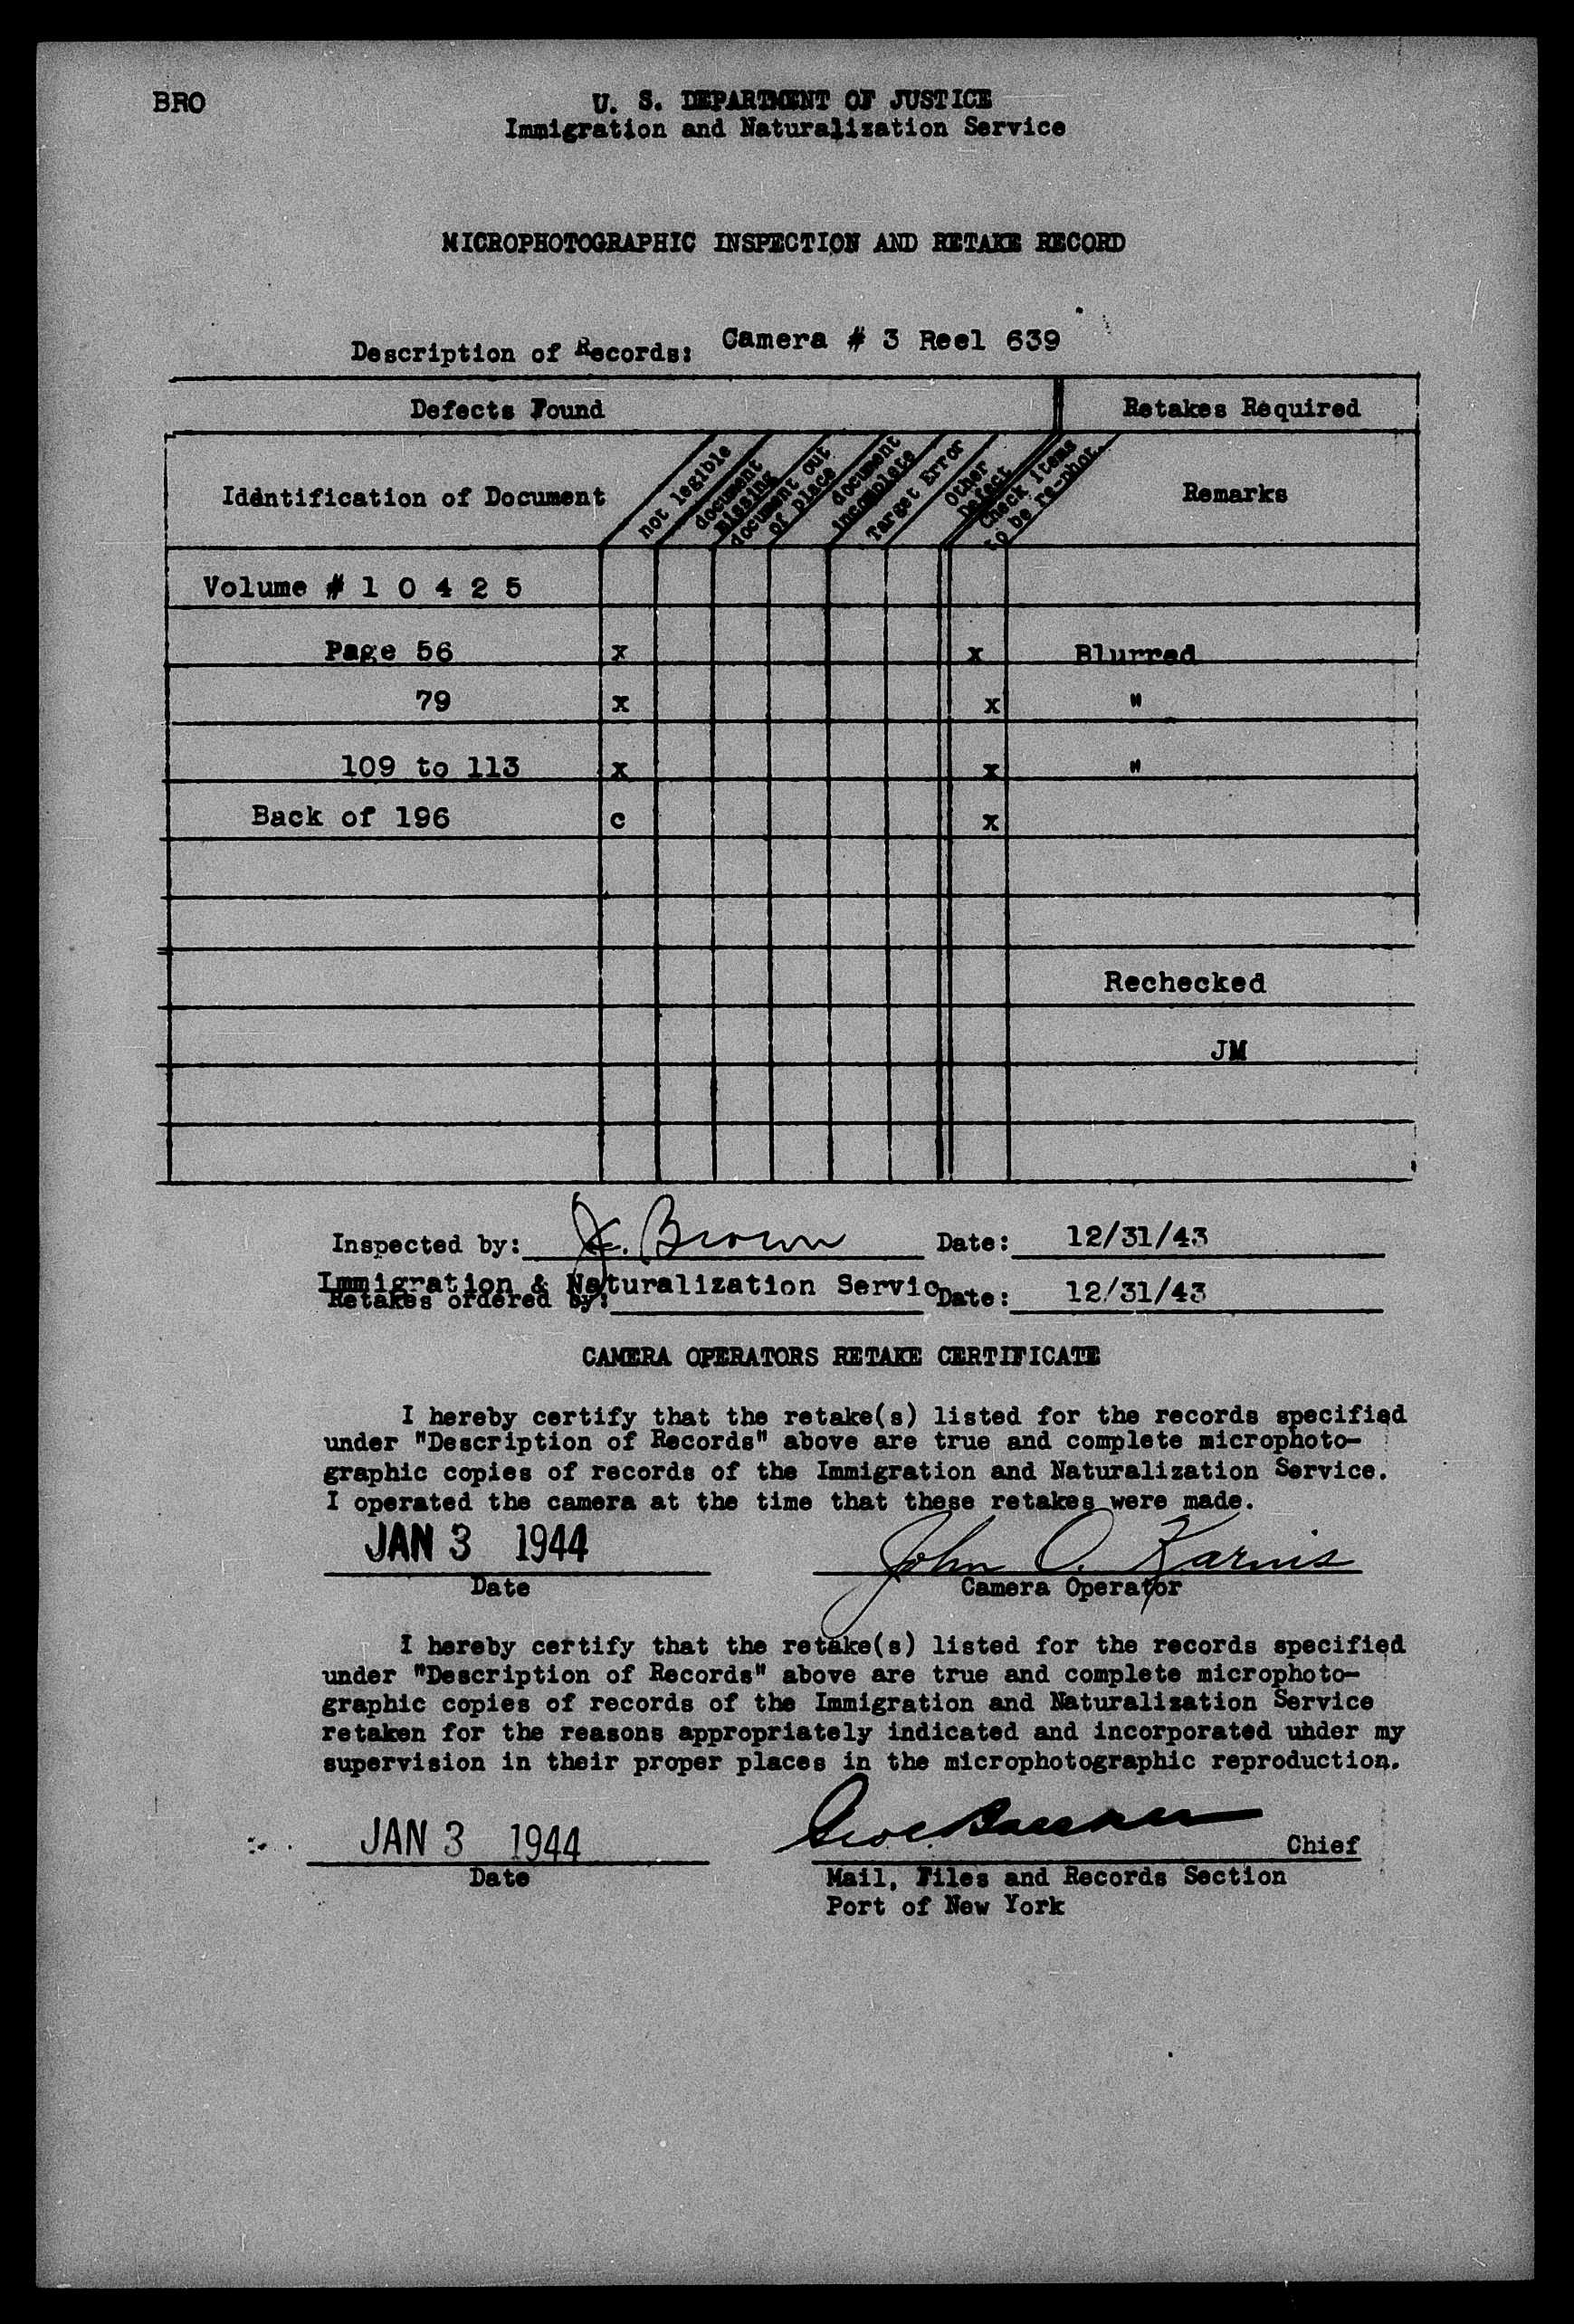 BRO
U. S. DEPARTMENT OF JUSTICE
Immigration and Naturalization Service
MICROPHOTOGRAPHIC INSPECTION AND RETAKE RECORD
Description of Records: Camera # 3 Reel 639
Defects Found Retakes Required
Identification of Document not legible document missing document out of place document incomplete Target Error Other Defect Check items to be re-phot. Remarks
Volume # 1 0 4 2 5
Page 56 x x Blurred
79 x x "
109 to 113 x x "
Back of 196 c x
Rechecked
JM
Inspected by: J. Brown Date: 12/31/43
Immigration & Naturalization Servic
Retakes ordered by: Date: 12/31/43
CAMERA OPERATORS RETAKE CERTIFICATE
I hereby certify that the retake(s) listed for the records specified
under "Description of Records" above are true and complete microphoto-
graphic copies of records of the Immigration and Naturalization Service.
I operated the camera at the time that these retakes were made.
JAN 3 1944 John O. Karnis
Date Camera Operator
I hereby certify that the retake(s) listed for the records specified
under "Description of Records" above are true and complete microphoto-
graphic copies of records of the Immigration and Naturalization Service
retaken for the reasons appropriately indicated and incorporated under my
supervision in their proper places in the microphotographic reproduction.
JAN 3 1944 Chief
Date Mail, Files and Records Section
Port of New York